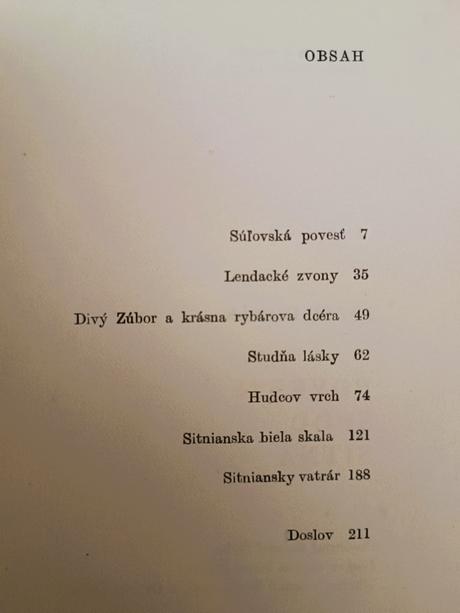 OBSAH
Súľovská povesť 7
Lendacké zvony 35
Divý Zúbor a krásna rybárova dcéra 49
Studňa lásky 62
Hudcov vrch 74
Sitnianska biela skala 121
Sitniansky vatrár 188
Doslov 211